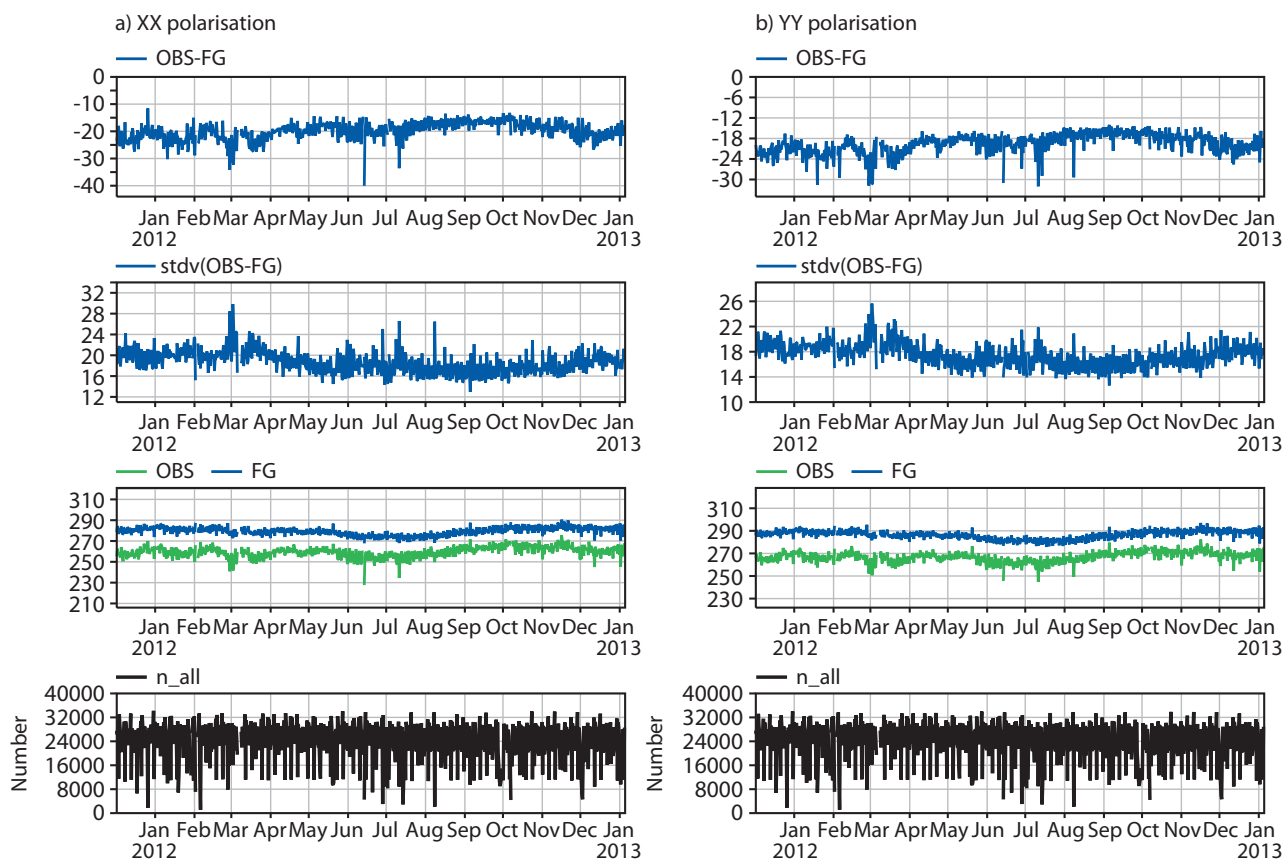 a) XX polarisation
OBS-FG
0
-10
-20
-30
-40
Jan Feb Mar Apr May Jun Jul Aug Sep Oct Nov Dec Jan
2012 2013
stdv(OBS-FG)
32
28
24
20
16
12
Jan Feb Mar Apr May Jun Jul Aug Sep Oct Nov Dec Jan
2012 2013
OBS FG
310
290
270
250
230
210
Jan Feb Mar Apr May Jun Jul Aug Sep Oct Nov Dec Jan
2012 2013
n_all
Number
40000
32000
24000
16000
8000
0
Jan Feb Mar Apr May Jun Jul Aug Sep Oct Nov Dec Jan
2012 2013
b) YY polarisation
OBS-FG
0
-6
-12
-18
-24
-30
Jan Feb Mar Apr May Jun Jul Aug Sep Oct Nov Dec Jan
2012 2013
stdv(OBS-FG)
26
22
18
14
10
Jan Feb Mar Apr May Jun Jul Aug Sep Oct Nov Dec Jan
2012 2013
OBS FG
310
290
270
250
230
Jan Feb Mar Apr May Jun Jul Aug Sep Oct Nov Dec Jan
2012 2013
n_all
Number
40000
32000
24000
16000
8000
0
Jan Feb Mar Apr May Jun Jul Aug Sep Oct Nov Dec Jan
2012 2013